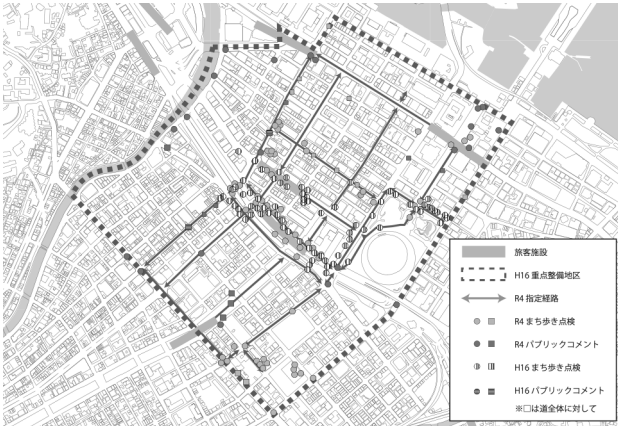 旅客施設
H16 重点整備地区
R4 指定経路
R4 まち歩き点検
R4 パブリックコメント
H16 まち歩き点検
H16 パブリックコメント
※□は道全体に対して